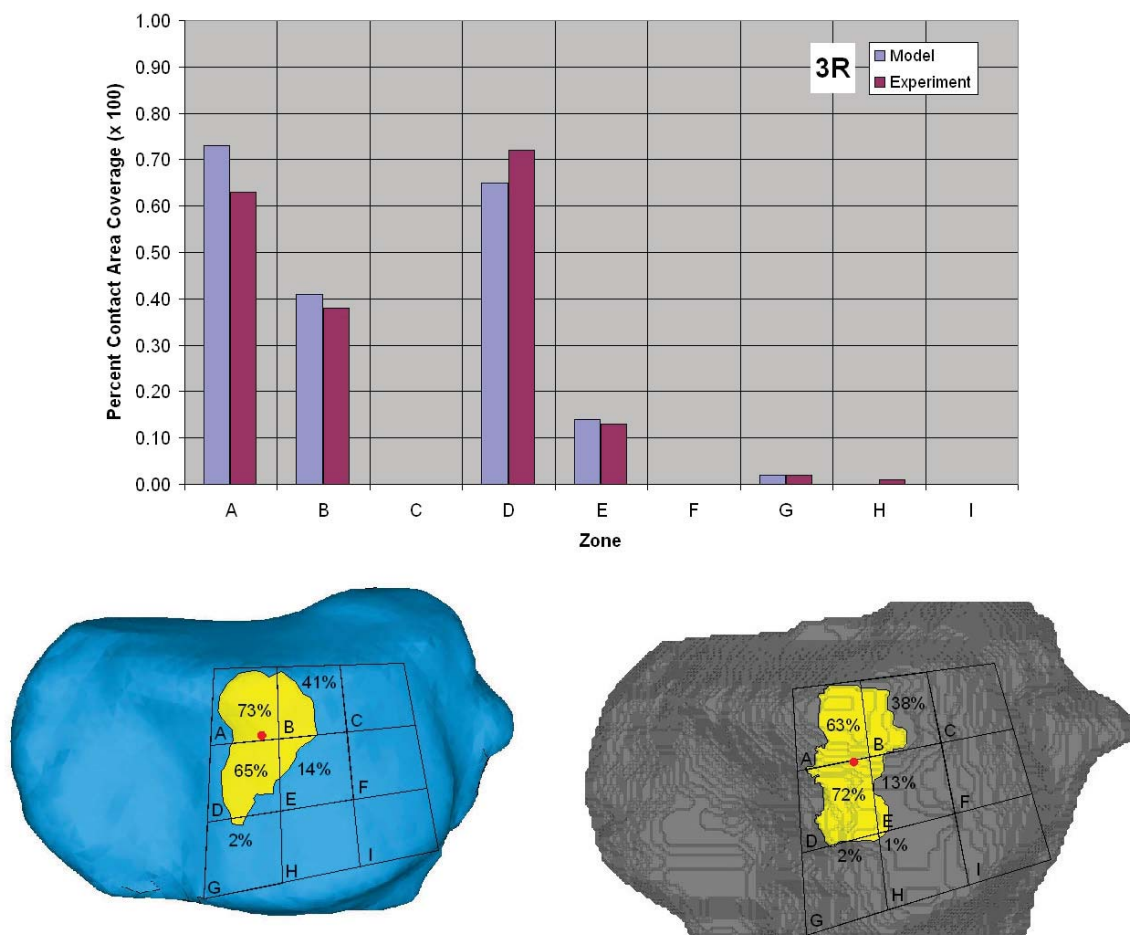 1.00
0.90
0.80
0.70
0.60
0.50
0.40
0.30
0.20
0.10
0.00
Percent Contact Area Coverage (x 100)
3R
Model
Experiment
A B C D E F G H I
Zone
41%
73%
A B C
65% 14%
D E F
2%
G H I
38%
63%
A B C
72% 13%
D E F
2% 1%
G H I